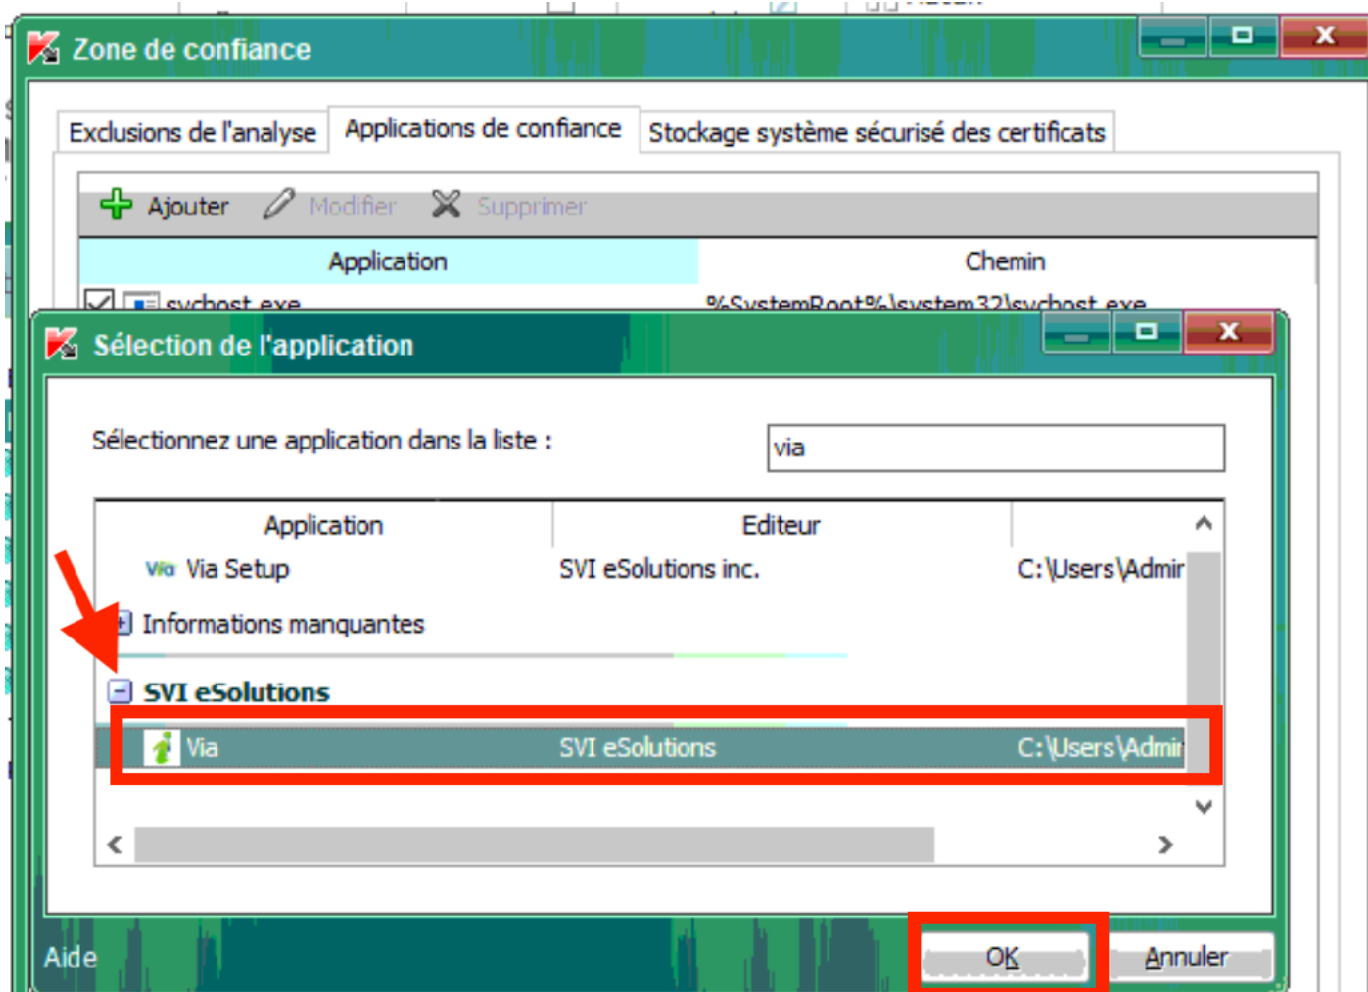 Zone de confiance
Exclusions de l'analyse Applications de confiance Stockage système sécurisé des certificats
Ajouter Modifier Supprimer
Application Chemin
svchost.exe %SystemRoot%\system32\svchost.exe
Sélection de l'application
Sélectionnez une application dans la liste : via
Application Editeur
Via Via Setup SVI eSolutions inc. C:\Users\Admir
Informations manquantes
SVI eSolutions
Via SVI eSolutions C:\Users\Admir
Aide OK Annuler